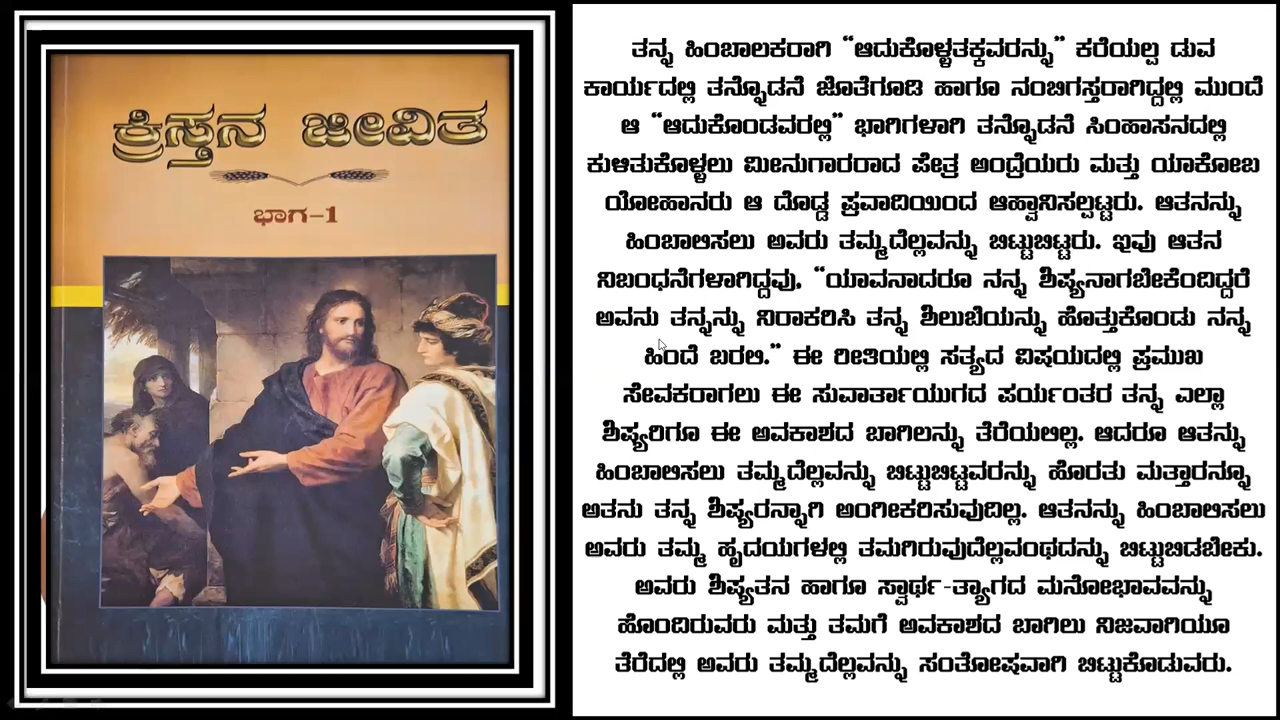 ಕ್ರಿಸ್ತನ ಜೀವಿತ
ಭಾಗ-1
ತನ್ನ ಹಿಂಬಾಲಕರಾಗಿ “ಆದುಕೊಳ್ಳತಕ್ಕವರನ್ನು” ಕರೆಯಲ್ಪ ಡುವ
ಕಾರ್ಯದಲ್ಲಿ ತನ್ನೊಡನೆ ಜೊತೆಗೂಡಿ ಹಾಗೂ ನಂಬಿಗಸ್ತರಾಗಿದ್ದಲ್ಲಿ ಮುಂದೆ
ಆ “ಆದುಕೊಂಡವರಲ್ಲಿ” ಭಾಗಿಗಳಾಗಿ ತನ್ನೊಡನೆ ಸಿಂಹಾಸನದಲ್ಲಿ
ಕುಳಿತುಕೊಳ್ಳಲು ಮೀನುಗಾರರಾದ ಪೇತ್ರ ಅಂದ್ರೆಯರು ಮತ್ತು ಯಾಕೋಬ
ಯೋಹಾನರು ಆ ದೊಡ್ಡ ಪ್ರವಾದಿಯಿಂದ ಆಹ್ವಾನಿಸಲ್ಪಟ್ಟರು. ಆತನನ್ನು
ಹಿಂಬಾಲಿಸಲು ಅವರು ತಮ್ಮದೆಲ್ಲವನ್ನು ಬಿಟ್ಟುಬಿಟ್ಟರು. ಇವು ಆತನ
ನಿಬಂಧನೆಗಳಾಗಿದ್ದವು, “ಯಾವನಾದರೂ ನನ್ನ ಶಿಷ್ಯನಾಗಬೇಕೆಂದಿದ್ದರೆ
ಅವನು ತನ್ನನ್ನು ನಿರಾಕರಿಸಿ ತನ್ನ ಶಿಲುಬೆಯನ್ನು ಹೊತ್ತುಕೊಂಡು ನನ್ನ
ಹಿಂದೆ ಬರಲಿ.” ಈ ರೀತಿಯಲ್ಲಿ ಸತ್ಯದ ವಿಷಯದಲ್ಲಿ ಪ್ರಮುಖ
ಸೇವಕರಾಗಲು ಈ ಸುವಾರ್ತಾಯುಗದ ಪರ್ಯಂತರ ತನ್ನ ಎಲ್ಲಾ
ಶಿಷ್ಯರಿಗೂ ಈ ಅವಕಾಶದ ಬಾಗಿಲನ್ನು ತೆರೆಯಲಿಲ್ಲ. ಆದರೂ ಆತನ್ನು
ಹಿಂಬಾಲಿಸಲು ತಮ್ಮದೆಲ್ಲವನ್ನು ಬಿಟ್ಟುಬಿಟ್ಟವರನ್ನು ಹೊರತು ಮತ್ತಾರನ್ನೂ
ಅತನು ತನ್ನ ಶಿಷ್ಯರನ್ನಾಗಿ ಅಂಗೀಕರಿಸುವುದಿಲ್ಲ. ಆತನನ್ನು ಹಿಂಬಾಲಿಸಲು
ಅವರು ತಮ್ಮ ಹೃದಯಗಳಲ್ಲಿ ತಮಗಿರುವುದೆಲ್ಲವಂಥದನ್ನು ಬಿಟ್ಟುಬಿಡಬೇಕು.
ಅವರು ಶಿಷ್ಯತನ ಹಾಗೂ ಸ್ವಾರ್ಥ-ತ್ಯಾಗದ ಮನೋಭಾವವನ್ನು
ಹೊಂದಿರುವರು ಮತ್ತು ತಮಗೆ ಅವಕಾಶದ ಬಾಗಿಲು ನಿಜವಾಗಿಯೂ
ತೆರೆದಲ್ಲಿ ಅವರು ತಮ್ಮದೆಲ್ಲವನ್ನು ಸಂತೋಷವಾಗಿ ಬಿಟ್ಟುಕೊಡುವರು.